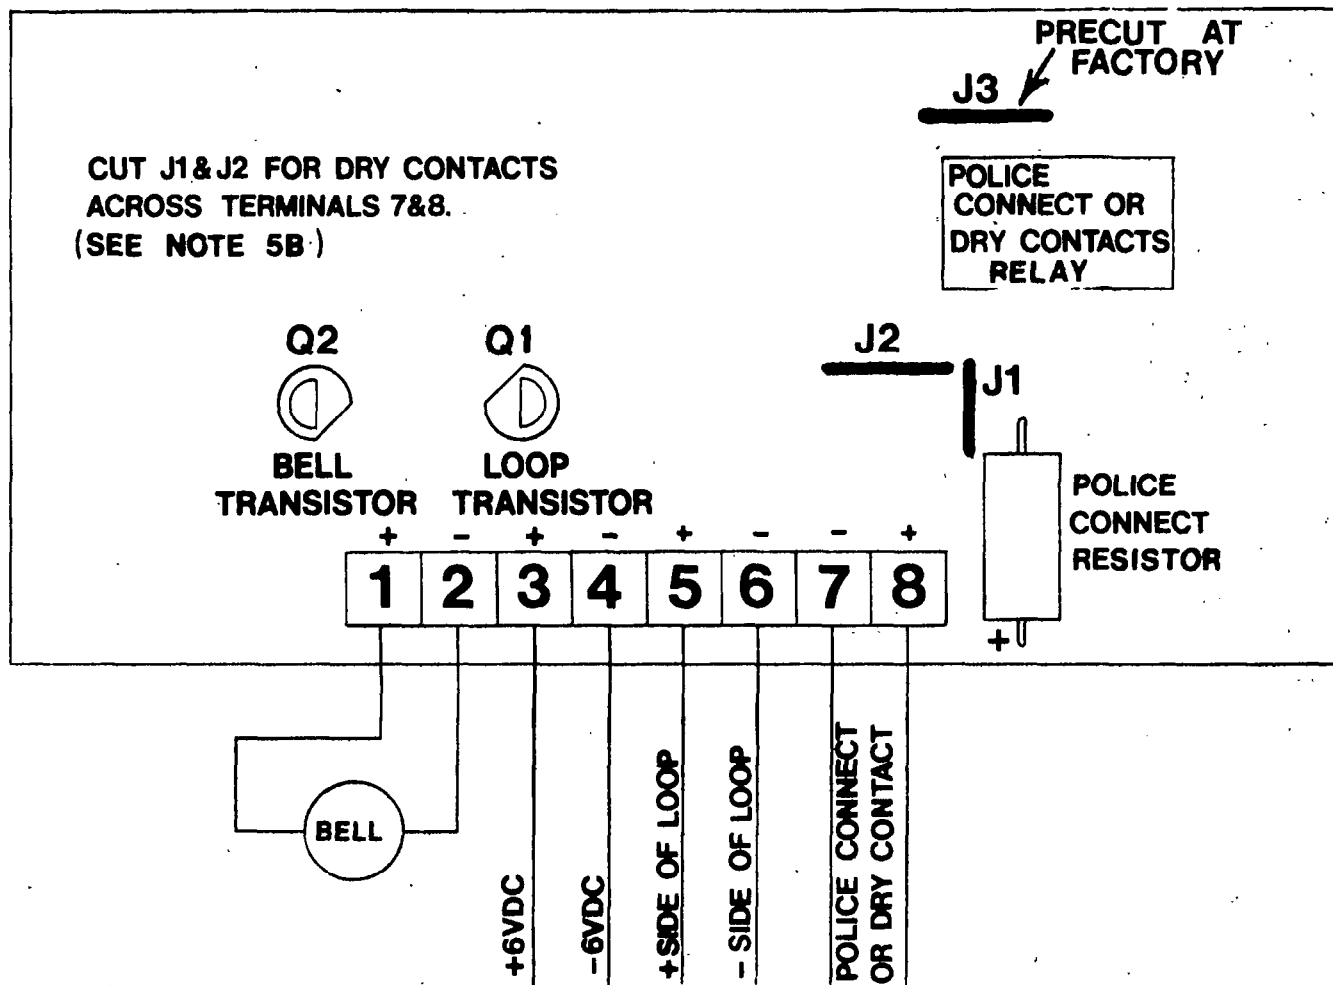 PRECUT AT
FACTORY
J3
CUT J1&J2 FOR DRY CONTACTS
ACROSS TERMINALS 7&8.
(SEE NOTE 5B)
POLICE
CONNECT OR
DRY CONTACTS
RELAY
Q2
Q1
J2
J1
BELL
TRANSISTOR
LOOP
TRANSISTOR
POLICE
CONNECT
RESISTOR
+ - + - + - - +
1 2 3 4 5 6 7 8
+
BELL
+6VDC
-6VDC
+SIDE OF LOOP
- SIDE OF LOOP
POLICE CONNECT
OR DRY CONTACT